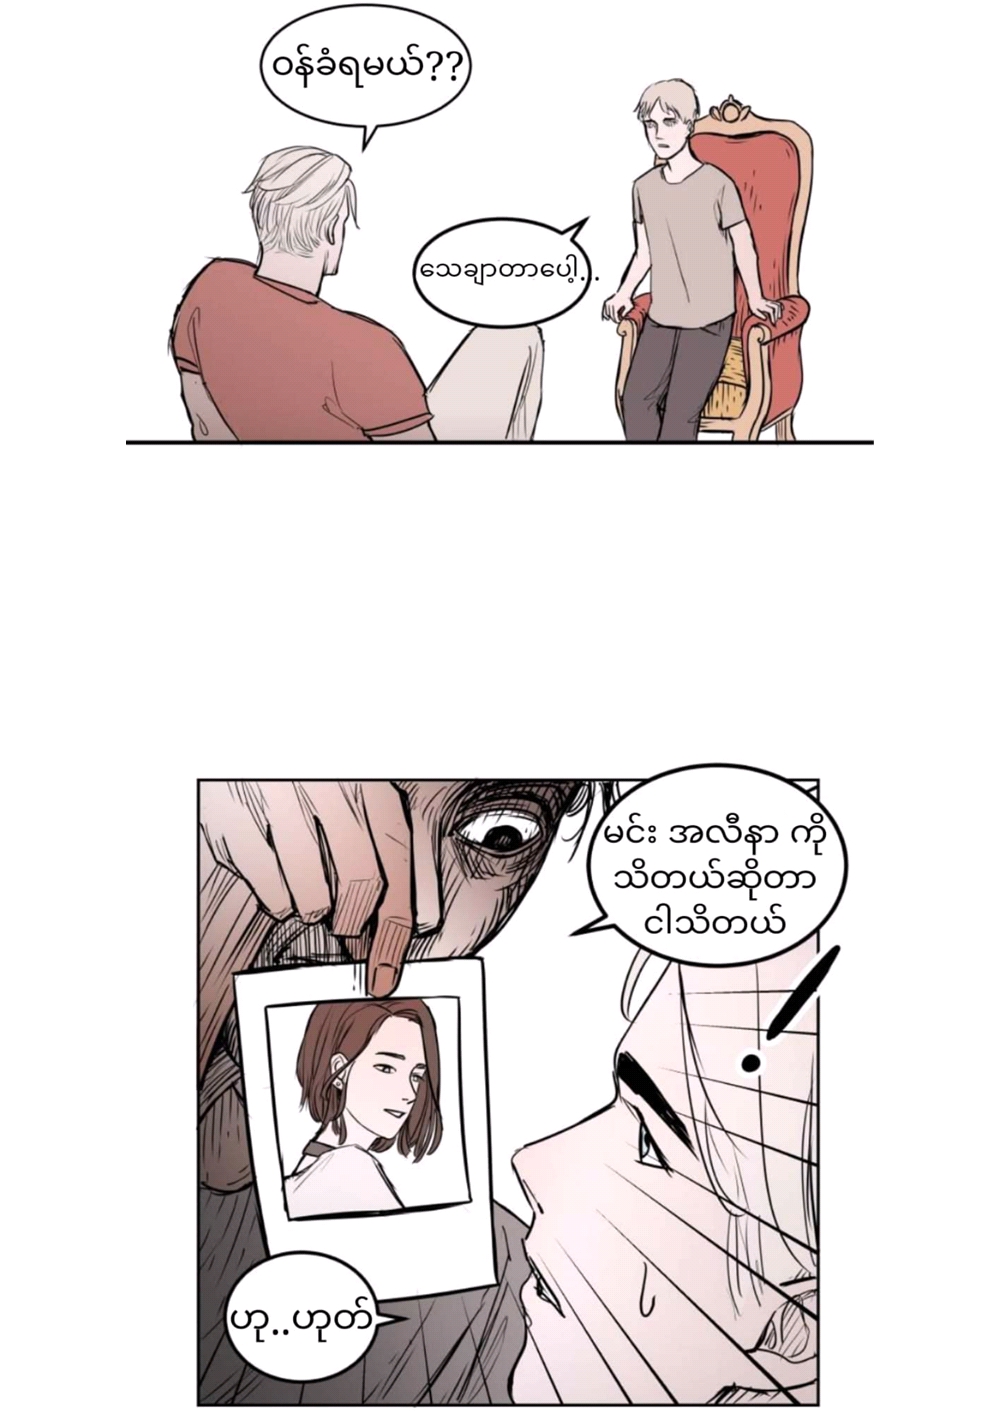 ဝန်ခံရမယ်??
သေချာတာပေါ့...
မင်း အလီနာ ကို
သိတယ်ဆိုတာ
ငါသိတယ်
ဟု..ဟုတ်